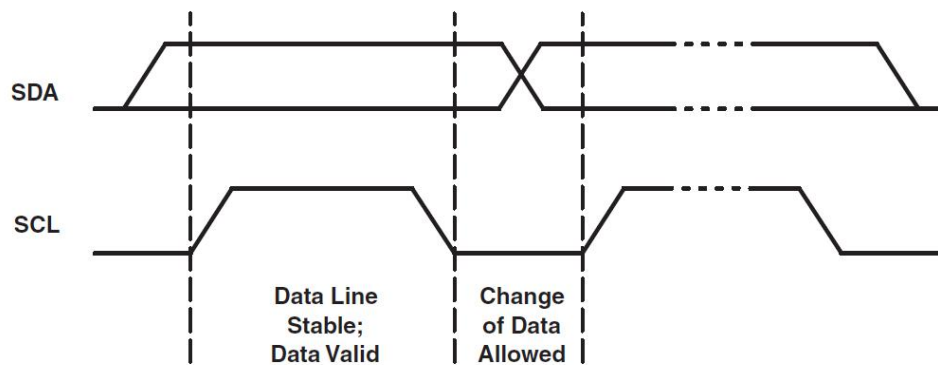 SDA
SCL
Data Line
Stable;
Data Valid
Change
of Data
Allowed